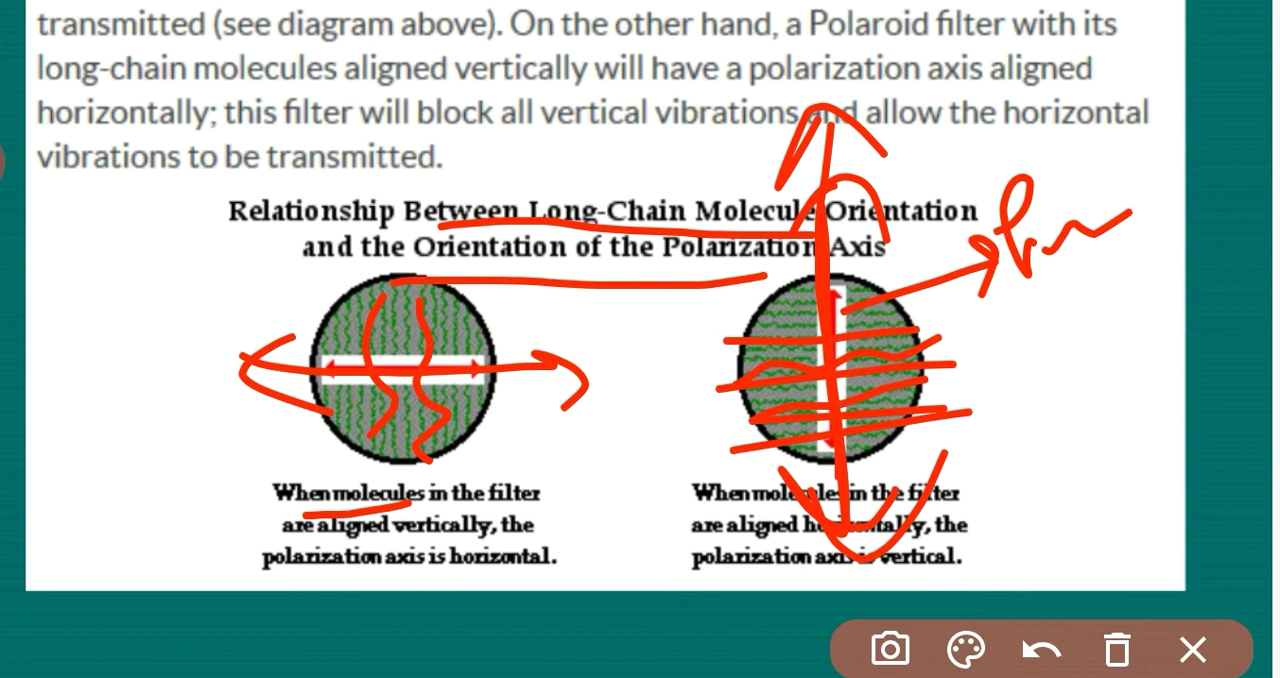 transmitted (see diagram above). On the other hand, a Polaroid filter with its
long-chain molecules aligned vertically will have a polarization axis aligned
horizontally; this filter will block all vertical vibrations and allow the horizontal
vibrations to be transmitted.
Relationship Between Long-Chain Molecule Orientation
and the Orientation of the Polarization Axis
When molecules in the filter
are aligned vertically, the
polarization axis is horizontal.
When molecules in the filter
are aligned horizontally, the
polarization axis is vertical.